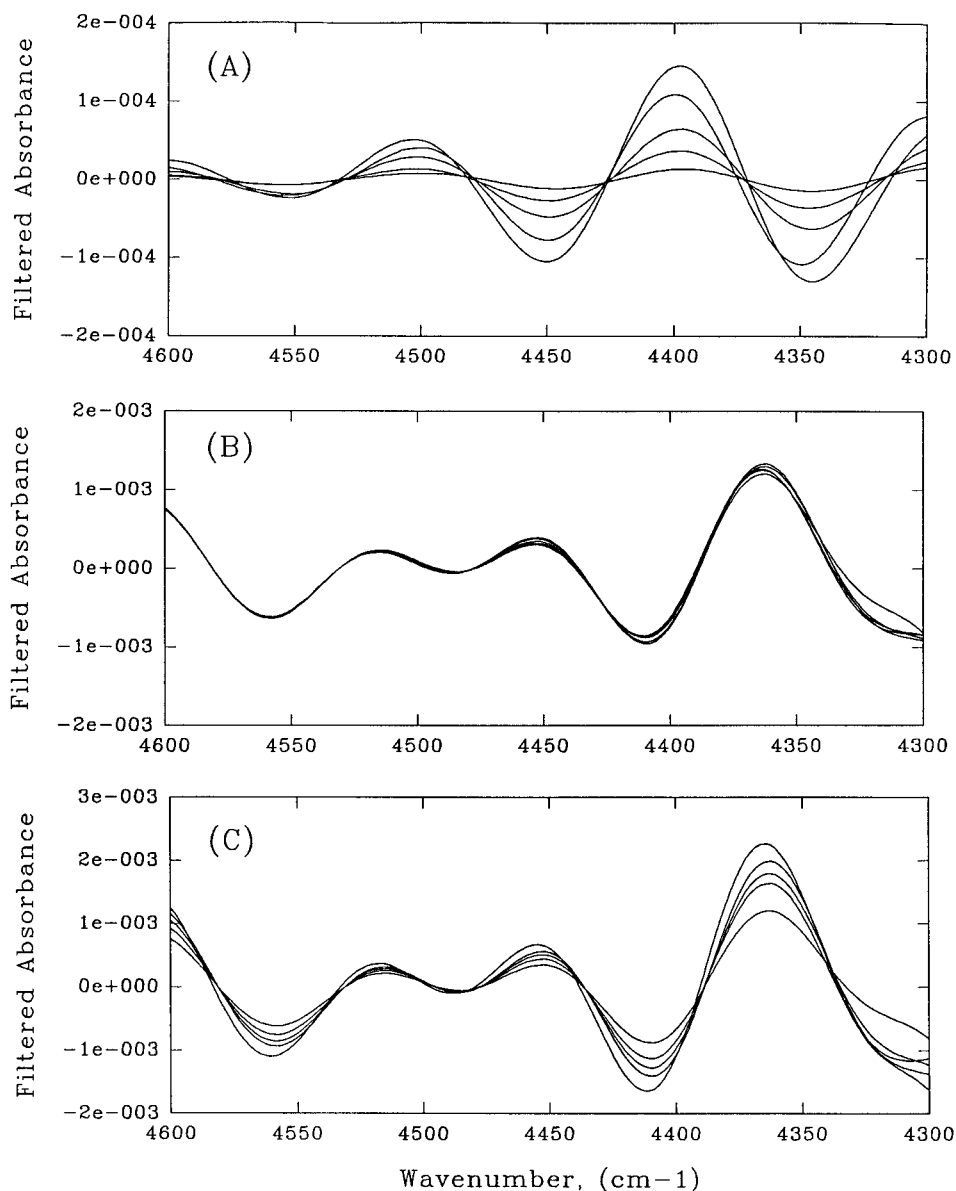 2e-004
(A)
1e-004
0e+000
-1e-004
-2e-004
Filtered Absorbance
4600 4550 4500 4450 4400 4350 4300
2e-003
(B)
1e-003
0e+000
-1e-003
-2e-003
Filtered Absorbance
4600 4550 4500 4450 4400 4350 4300
3e-003
(C)
2e-003
1e-003
0e+000
-1e-003
-2e-003
Filtered Absorbance
4600 4550 4500 4450 4400 4350 4300
Wavenumber, (cm-1)